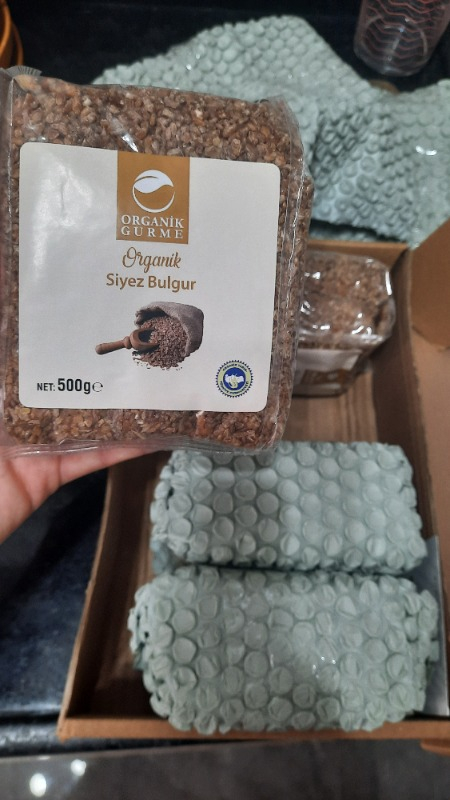 ORGANİK
GURME
Organik
Siyez Bulgur
NET: 500g℮